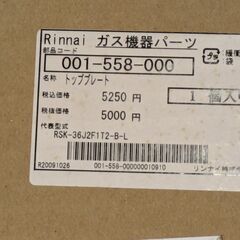 Rinnai ガス機器パーツ
部品コード
001-558-000
名称
トッププレート
税込価格 5250 円
税抜価格 5000 円
1 個入
代表型式
RSK-36J2F1T2-B-L
R20091026 001-558-00000000010910